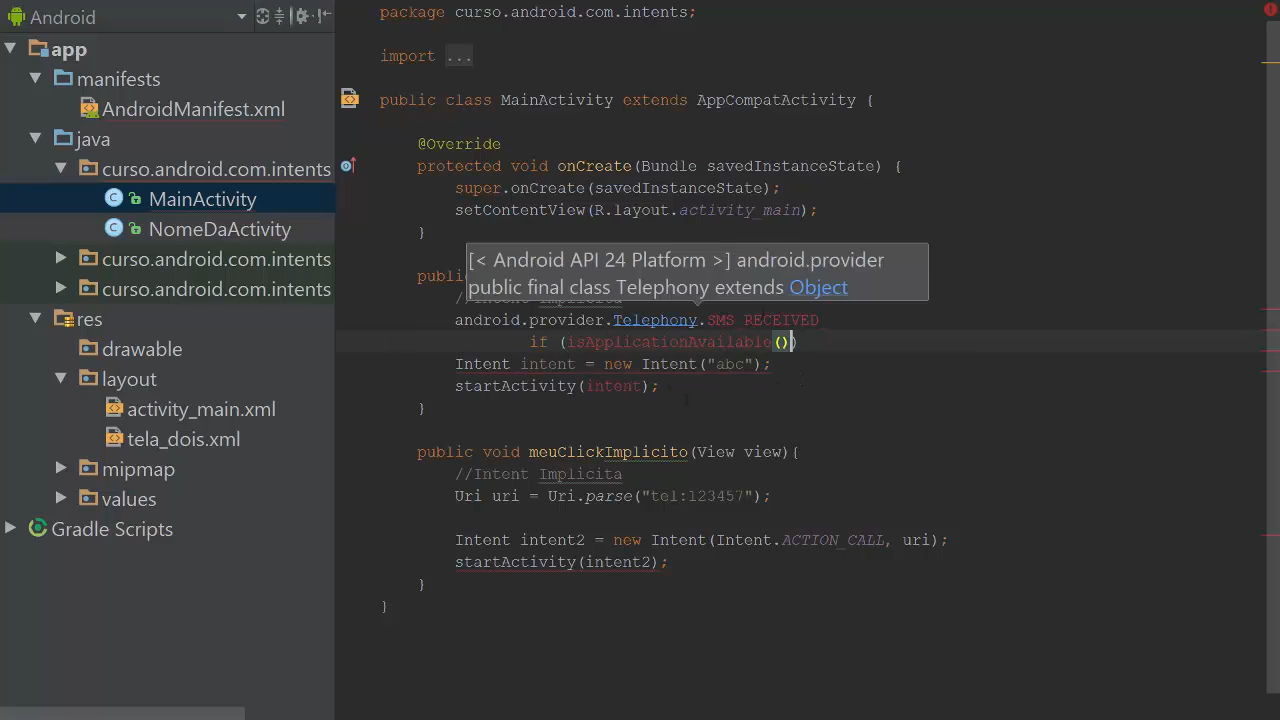 Android
app
manifests
AndroidManifest.xml
java
curso.android.com.intents
MainActivity
NomeDaActivity
curso.android.com.intents
curso.android.com.intents
res
drawable
layout
activity_main.xml
tela_dois.xml
mipmap
values
Gradle Scripts
package curso.android.com.intents;
import ...
public class MainActivity extends AppCompatActivity {
@Override
protected void onCreate(Bundle savedInstanceState) {
super.onCreate(savedInstanceState);
setContentView(R.layout.activity_main);
}
[< Android API 24 Platform >] android.provider
public final class Telephony extends Object
publi
//Intent Implicita
android.provider.Telephony.SMS_RECEIVED
if (isApplicationAvailable())
Intent intent = new Intent("abc");
startActivity(intent);
}
public void meuClickImplicito(View view){
//Intent Implicita
Uri uri = Uri.parse("tel:123457");
Intent intent2 = new Intent(Intent.ACTION_CALL, uri);
startActivity(intent2);
}
}